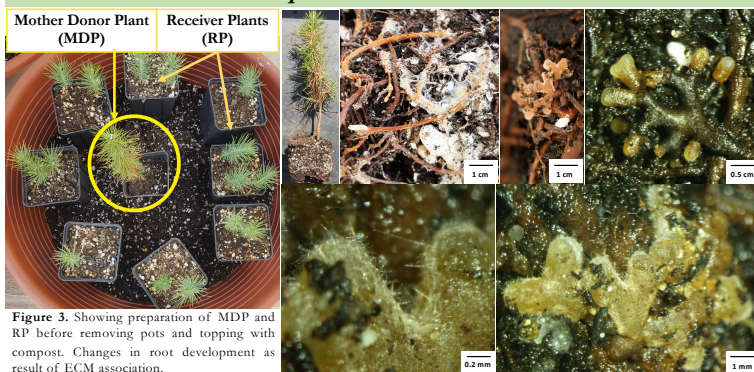 Mother Donor Plant
(MDP)
Receiver Plants
(RP)
1 cm
1 cm
0.5 cm
0.2 mm
1 mm
Figure 3. Showing preparation of MDP and
RP before removing pots and topping with
compost. Changes in root development as
result of ECM association.